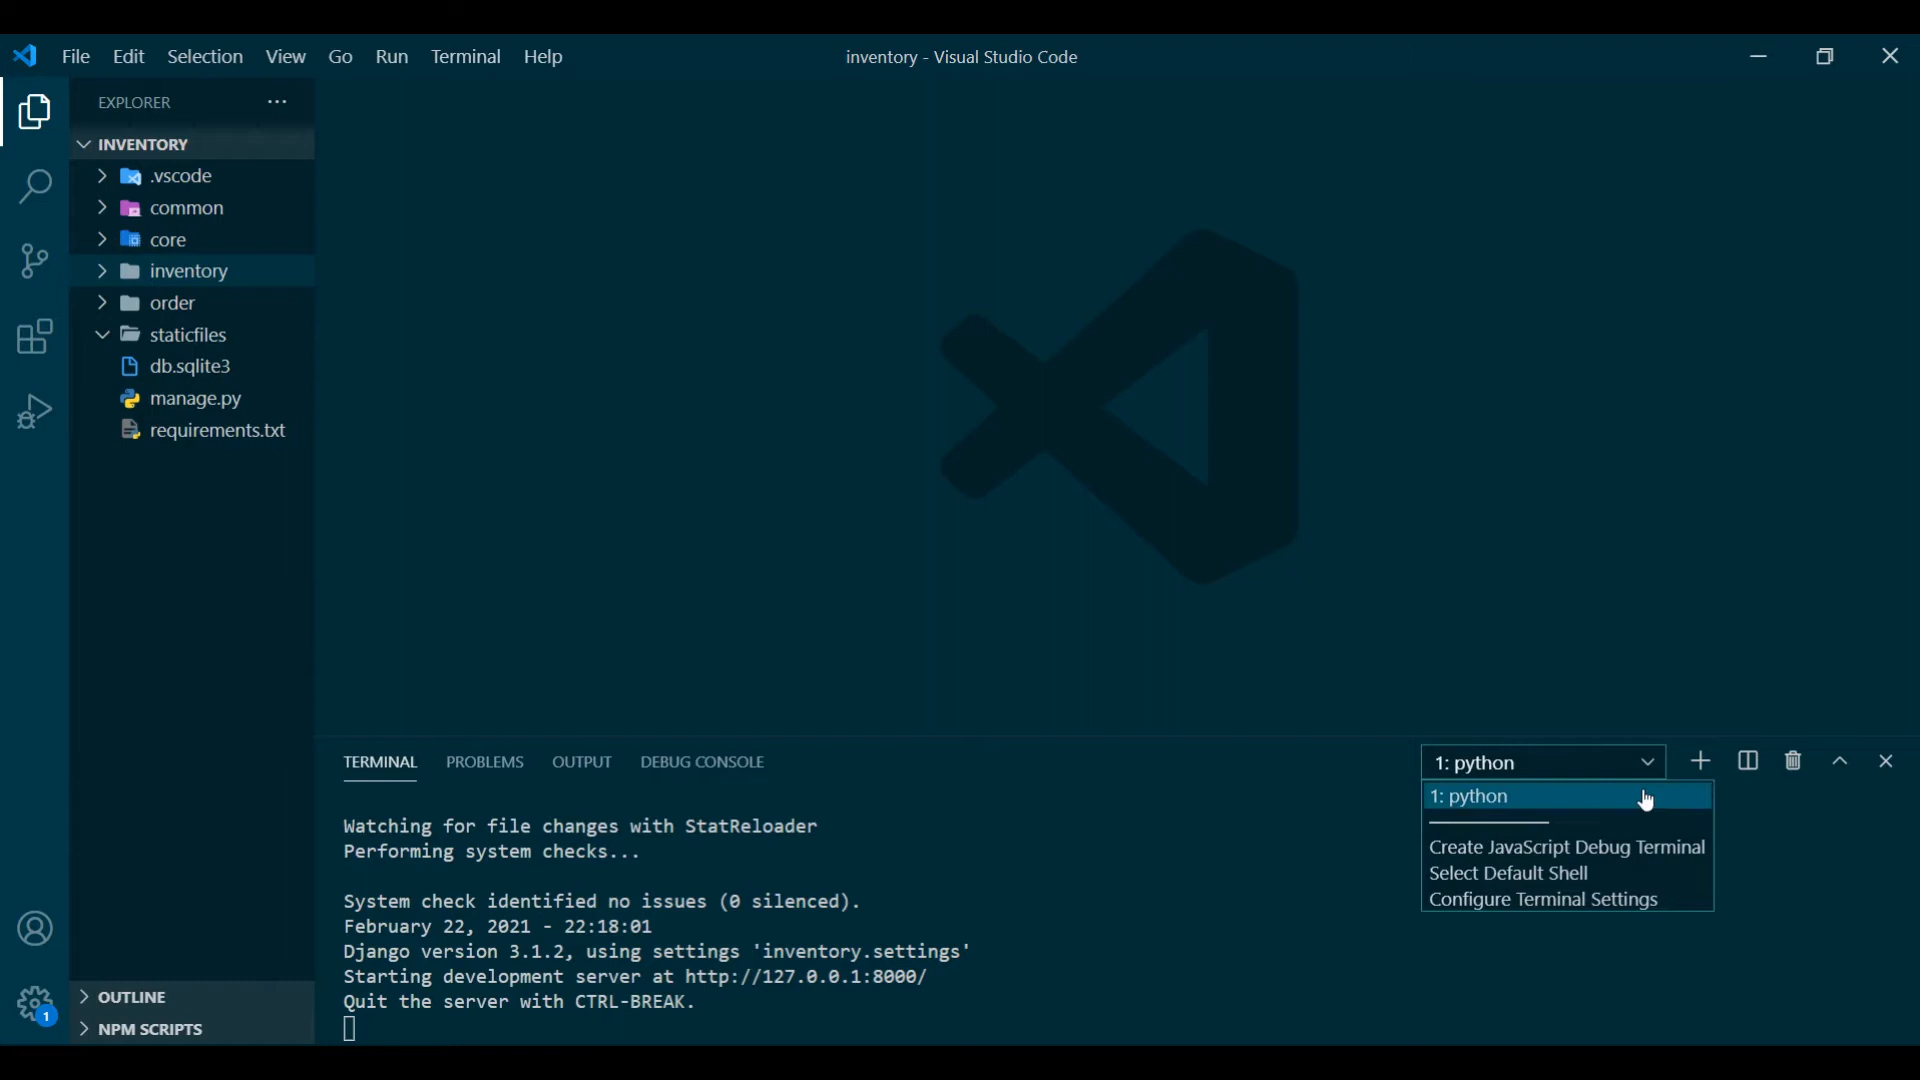 File Edit Selection View Go Run Terminal Help
inventory - Visual Studio Code
EXPLORER
INVENTORY
.vscode
common
core
inventory
order
staticfiles
db.sqlite3
manage.py
requirements.txt
OUTLINE
NPM SCRIPTS
1
TERMINAL PROBLEMS OUTPUT DEBUG CONSOLE
1: python
1: python
Create JavaScript Debug Terminal
Select Default Shell
Configure Terminal Settings
Watching for file changes with StatReloader
Performing system checks...
System check identified no issues (0 silenced).
February 22, 2021 - 22:18:01
Django version 3.1.2, using settings 'inventory.settings'
Starting development server at http://127.0.0.1:8000/
Quit the server with CTRL-BREAK.